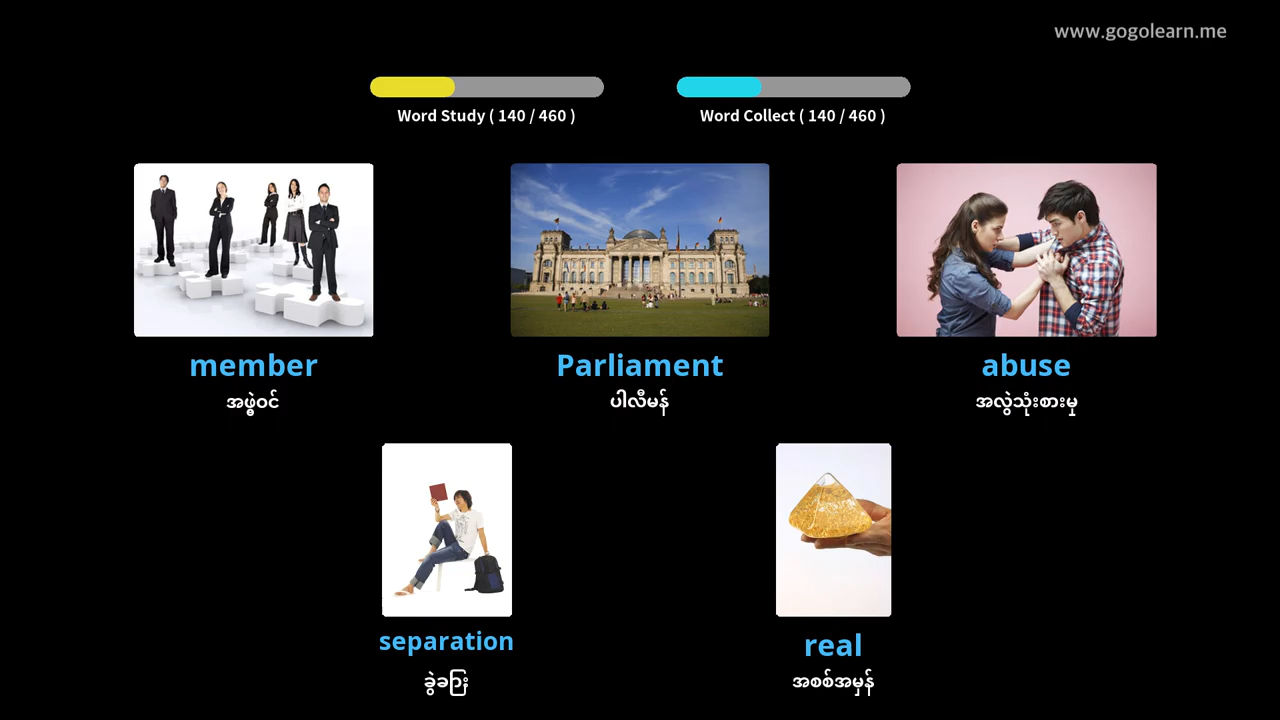 www.gogolearn.me
Word Study ( 140 / 460 )
Word Collect ( 140 / 460 )
member
Parliament
abuse
အဖွဲ့ဝင်
ပါလီမန်
အလွဲသုံးစားမှု
separation
real
ခွဲခြား
အစစ်အမှန်